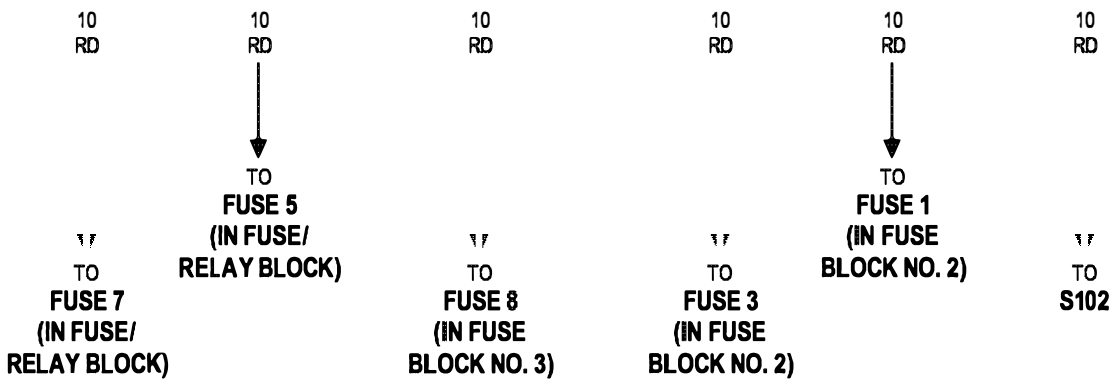 10 10 10 10 10 10
RD RD RD RD RD RD
TO TO
FUSE 5 FUSE 1
(IN FUSE/ (IN FUSE
RELAY BLOCK) BLOCK NO. 2)
TO TO TO TO
FUSE 7 FUSE 8 FUSE 3 S102
(IN FUSE/ (IN FUSE (IN FUSE
RELAY BLOCK) BLOCK NO. 3) BLOCK NO. 2)